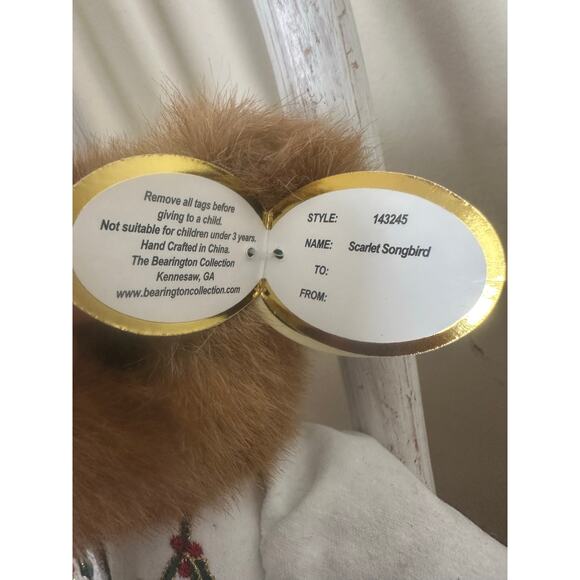 Remove all tags before
giving to a child.
Not suitable for children under 3 years.
Hand Crafted in China.
The Bearington Collection
Kennesaw, GA
www.bearingtoncollection.com
STYLE: 143245
NAME: Scarlet Songbird
TO:
FROM: